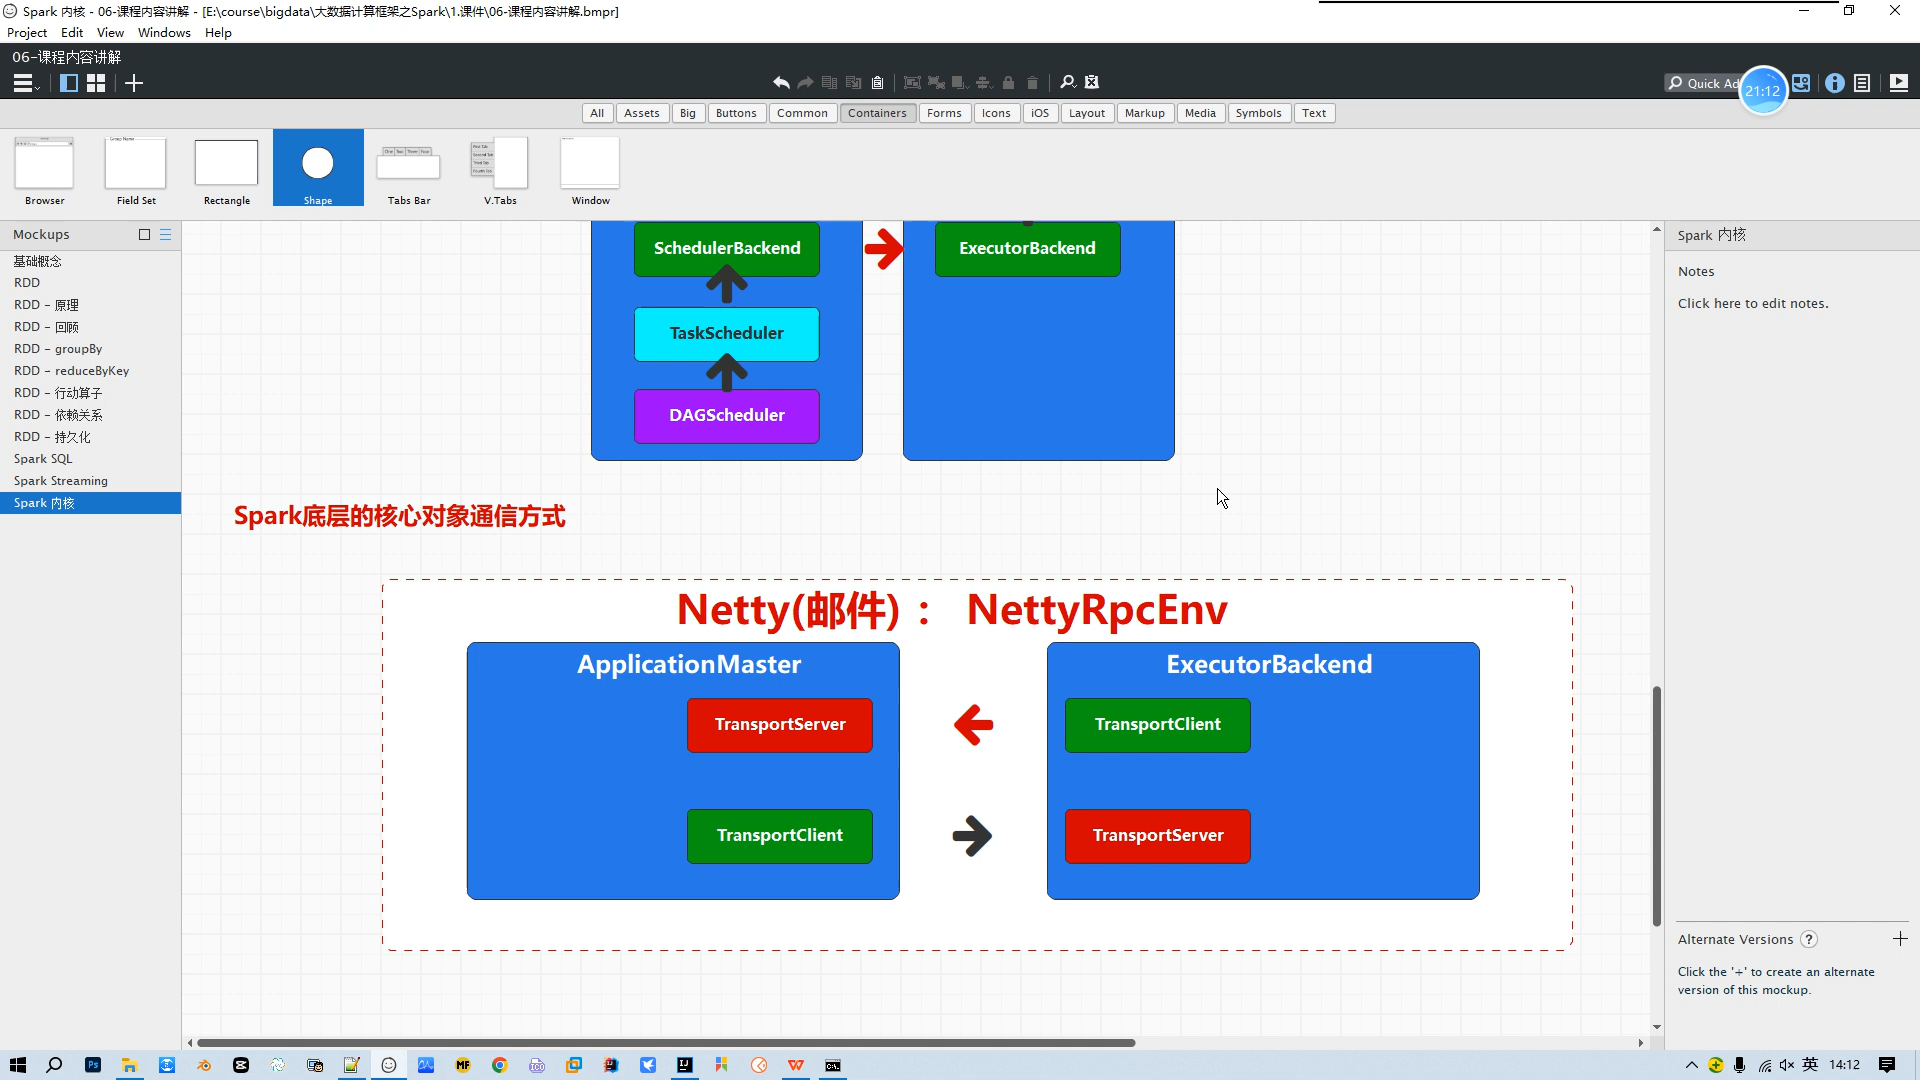 Spark 内核 - 06-课程内容讲解 - [E:\course\bigdata\大数据计算框架之Spark\1.课件\06-课程内容讲解.bmpr]
Project Edit View Windows Help
06-课程内容讲解
Quick Ad
21:12
All Assets Big Buttons Common Containers Forms Icons iOS Layout Markup Media Symbols Text
Browser Field Set Rectangle Shape Tabs Bar V.Tabs Window
Mockups
基础概念
RDD
RDD - 原理
RDD - 回顾
RDD - groupBy
RDD - reduceByKey
RDD - 行动算子
RDD - 依赖关系
RDD - 持久化
Spark SQL
Spark Streaming
Spark 内核
SchedulerBackend
ExecutorBackend
TaskScheduler
DAGScheduler
Spark底层的核心对象通信方式
Netty(邮件) : NettyRpcEnv
ApplicationMaster
ExecutorBackend
TransportServer
TransportClient
TransportClient
TransportServer
Spark 内核
Notes
Click here to edit notes.
Alternate Versions ?
Click the '+' to create an alternate
version of this mockup.
英
14:12